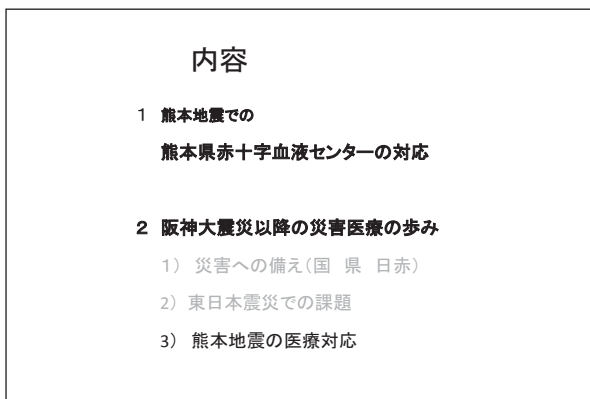 内容
1 熊本地震での
熊本県赤十字血液センターの対応
2 阪神大震災以降の災害医療の歩み
1) 災害への備え(国 県 日赤)
2) 東日本震災での課題
3) 熊本地震の医療対応